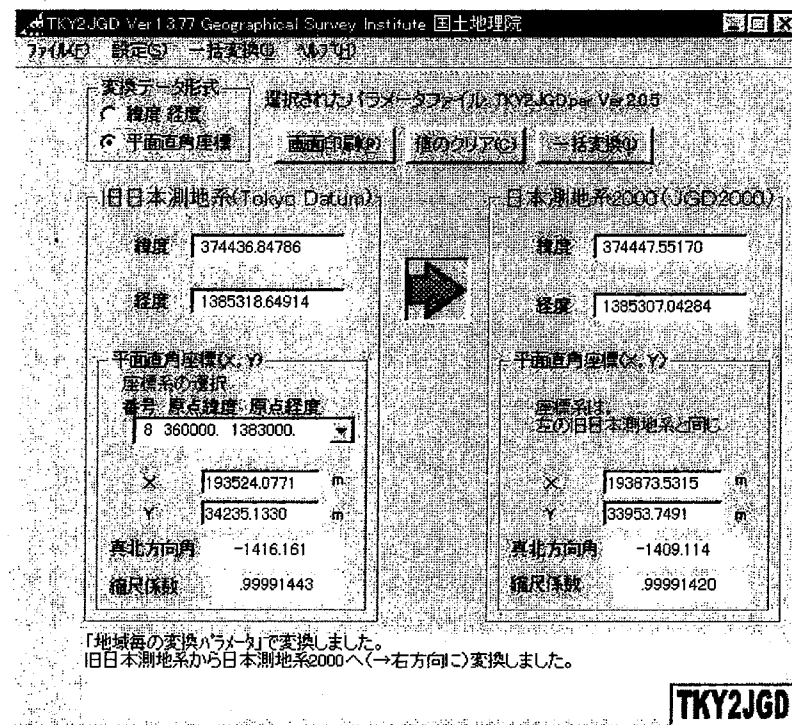 TKY2JGD Ver 1.3.77 Geographical Survey Institute 国土地理院
ファイル(F) 設定(S) 一括変換(I) ヘルプ(H)
変換データ形式
緯度 経度
平面直角座標
選択されたパラメータファイル: TKY2JGD.par Ver.2.0.5
画面印刷(P) 値のクリア(C) 一括変換(I)
旧日本測地系(Tokyo Datum)
緯度 374436.84786
経度 1385318.64914
平面直角座標(X, Y)
座標系の選択
番号 原点緯度 原点経度
8 360000. 1383000.
X 193524.0771 m
Y 34235.1330 m
真北方向角 -1416.161
縮尺係数 .99991443
日本測地系2000(JGD2000)
緯度 374447.55170
経度 1385307.04284
平面直角座標(X, Y)
座標系は、
左の旧日本測地系と同じ
X 193873.5315 m
Y 33953.7491 m
真北方向角 -1409.114
縮尺係数 .99991420
「地域毎の変換パラメータ」で変換しました。
旧日本測地系から日本測地系2000へ(→右方向に)変換しました。
TKY2JGD